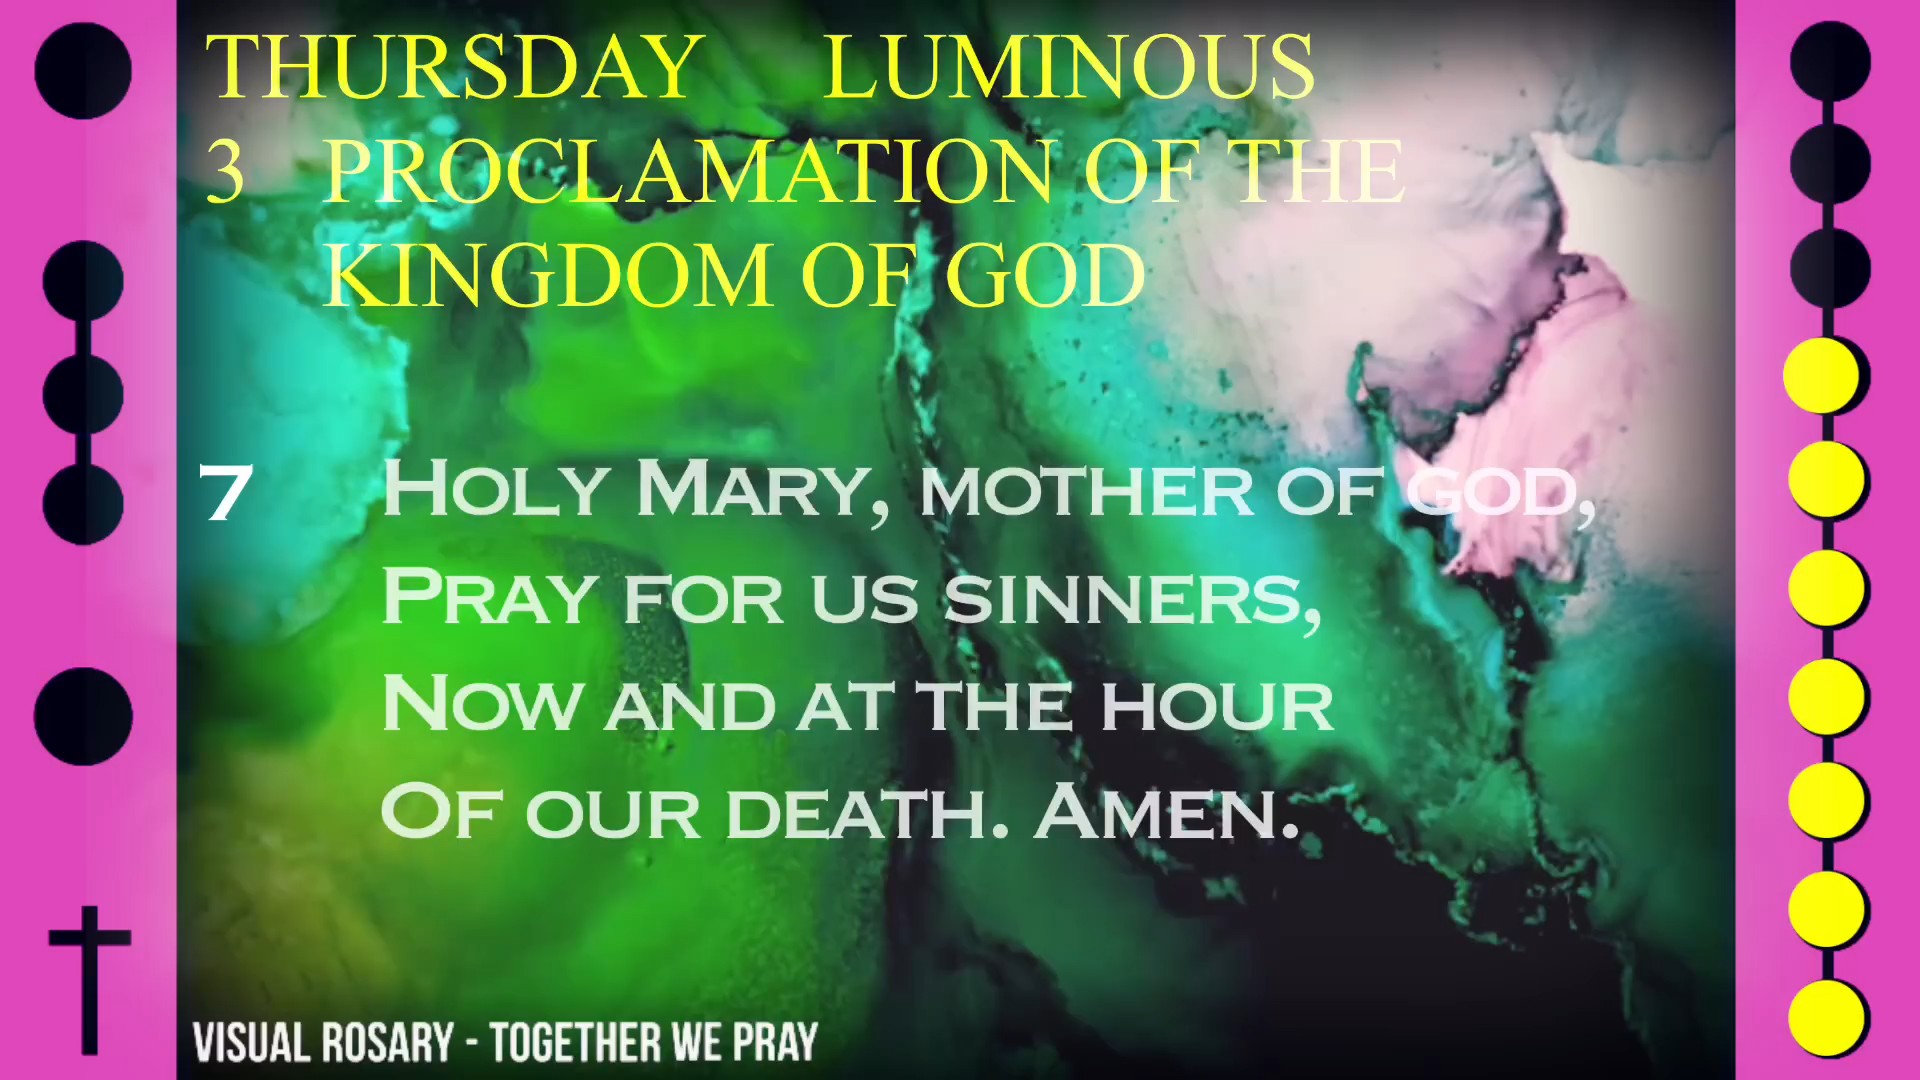 THURSDAY LUMINOUS
3 PROCLAMATION OF THE
KINGDOM OF GOD
7 HOLY MARY, MOTHER OF GOD,
PRAY FOR US SINNERS,
NOW AND AT THE HOUR
OF OUR DEATH. AMEN.
VISUAL ROSARY - TOGETHER WE PRAY